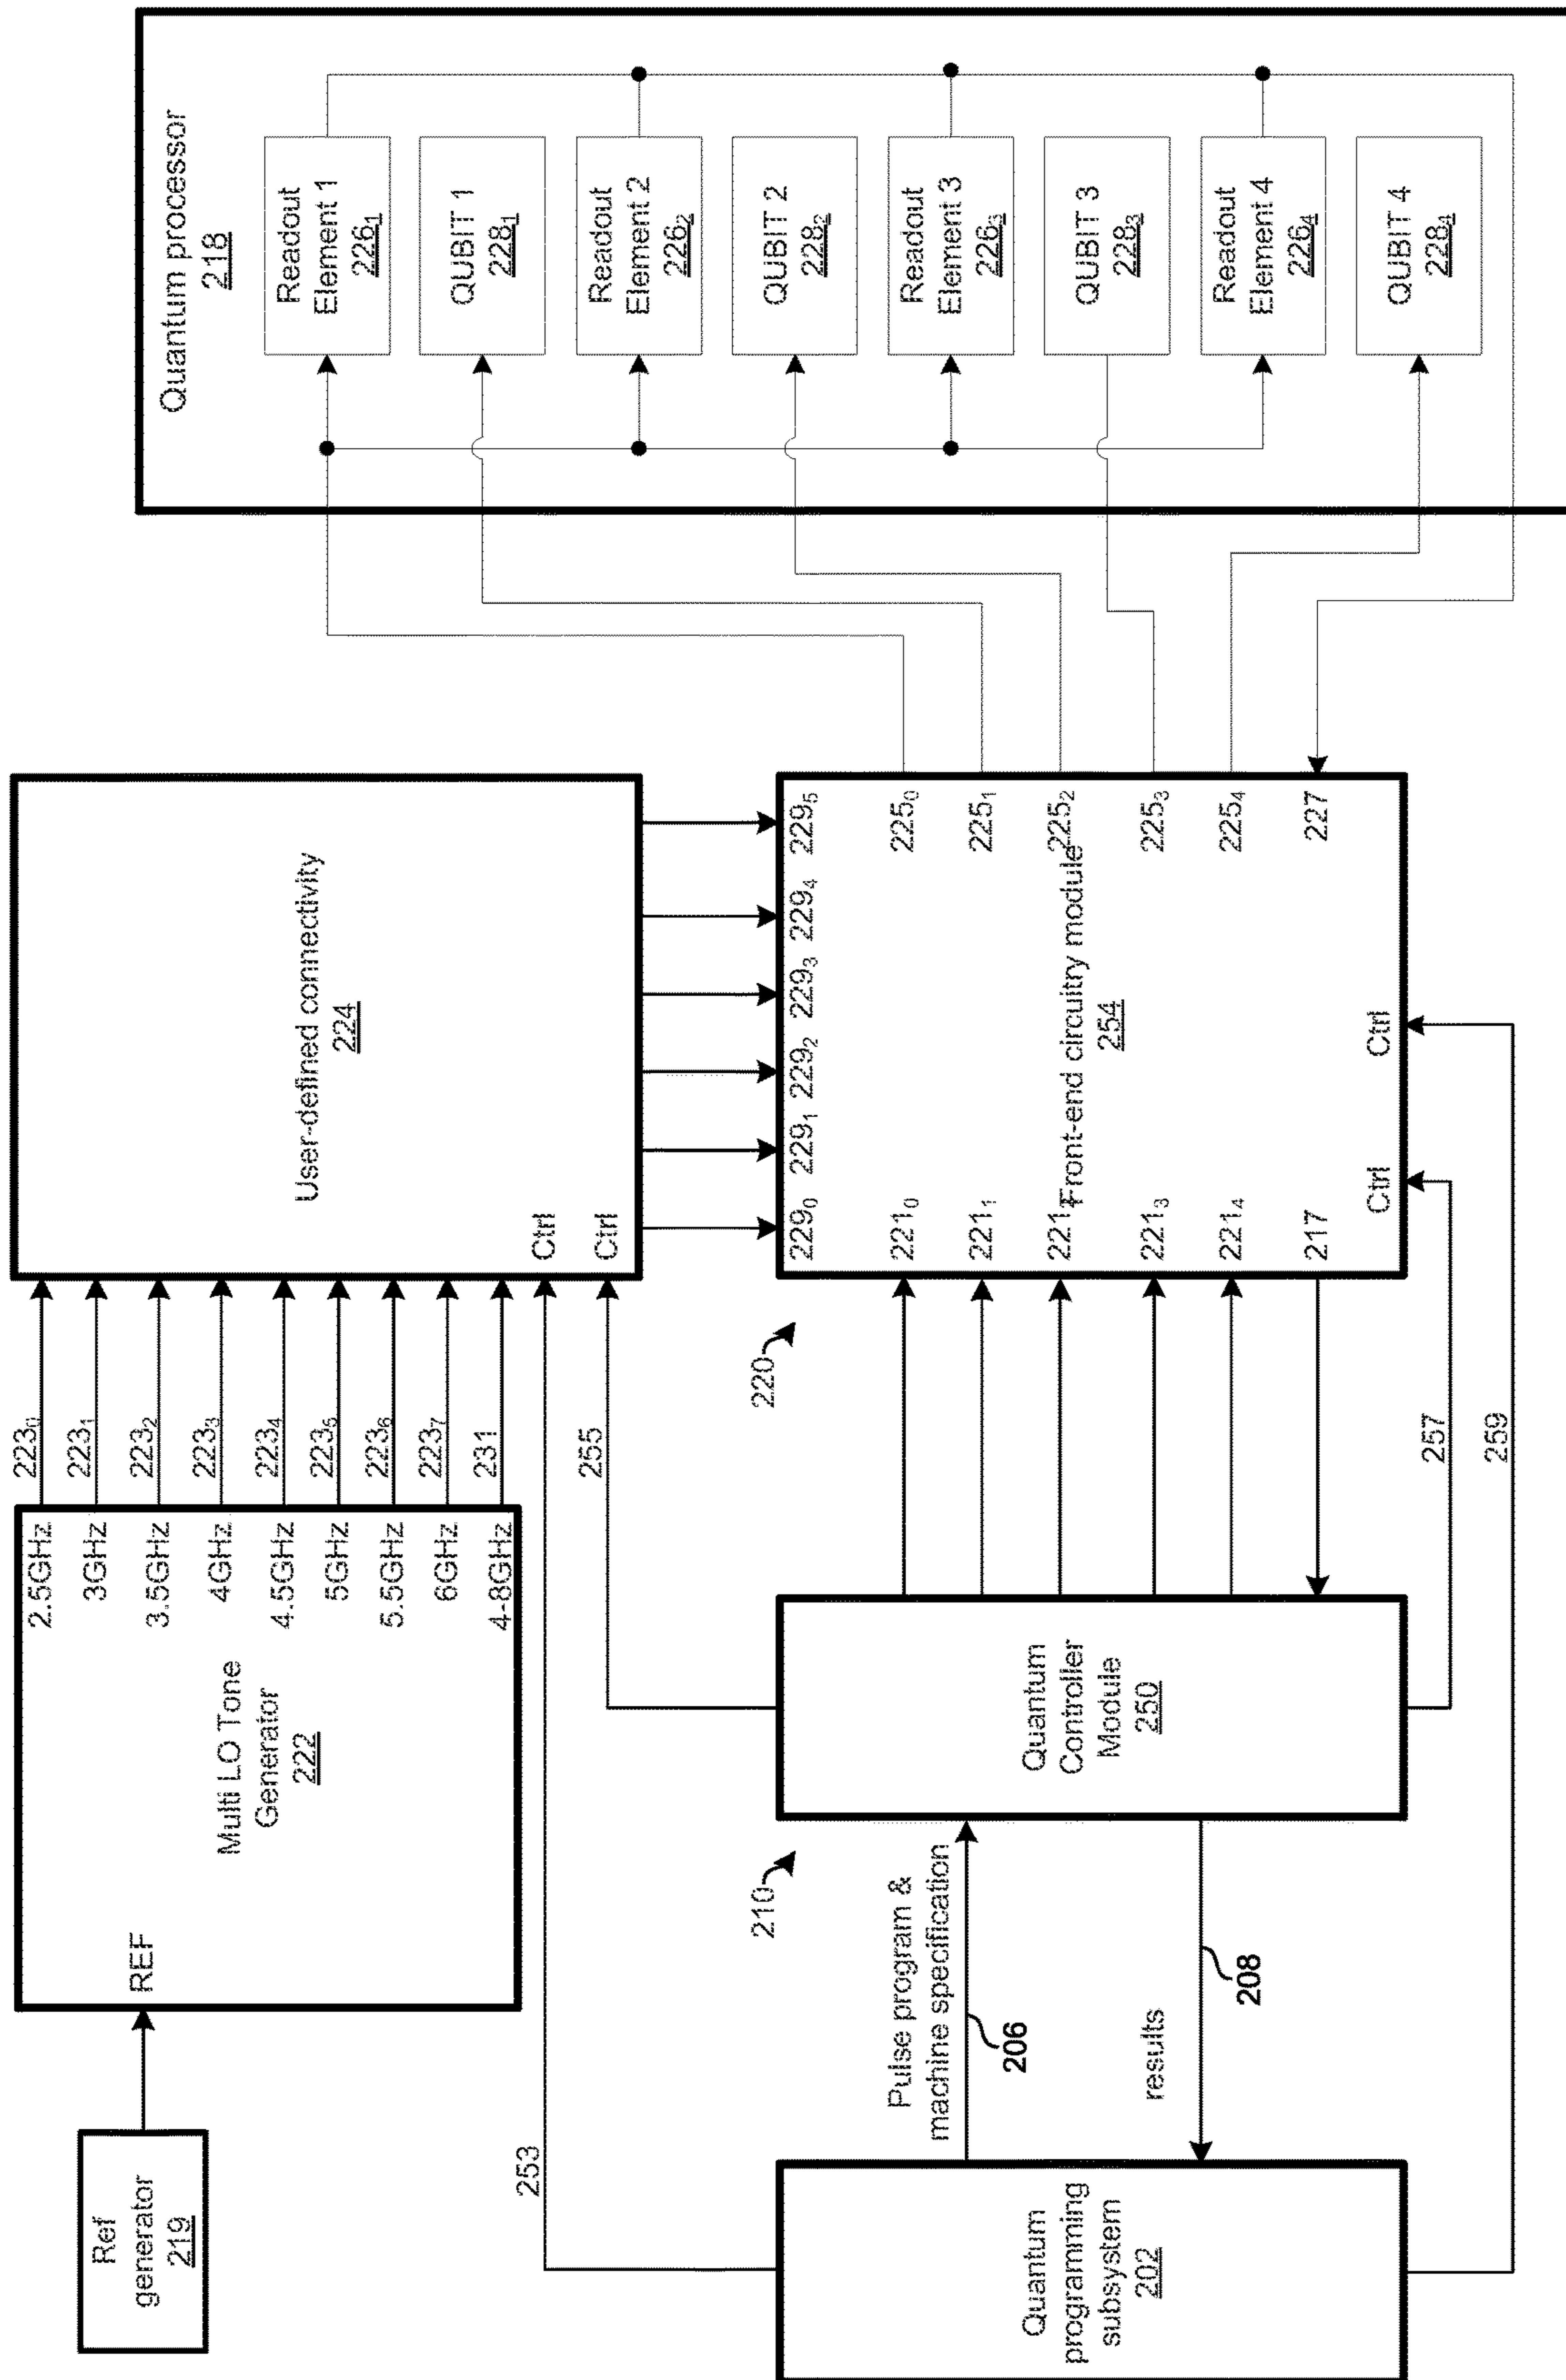 Ref
generator
219
REF
Multi LO Tone
Generator
222
2.5GHz
3GHz
3.5GHz
4GHz
4.5GHz
5GHz
5.5GHz
6GHz
4-8GHz
223₀
223₁
223₂
223₃
223₄
223₅
223₆
223₇
231
253
255
User-defined connectivity
224
Ctrl
Ctrl
Quantum
programming
subsystem
202
210
Pulse program &
machine specification
206
results
208
Quantum
Controller
Module
250
220
229₀
229₁
229₂
229₃
229₄
229₅
221₀
221₁
221
221₃
221₄
217
Front-end circuitry module
254
225₀
225₁
225₂
225₃
225₄
227
Ctrl
Ctrl
257
259
Quantum processor
218
Readout
Element 1
226₁
QUBIT 1
228₁
Readout
Element 2
226₂
QUBIT 2
228₂
Readout
Element 3
226₃
QUBIT 3
228₃
Readout
Element 4
226₄
QUBIT 4
228₄